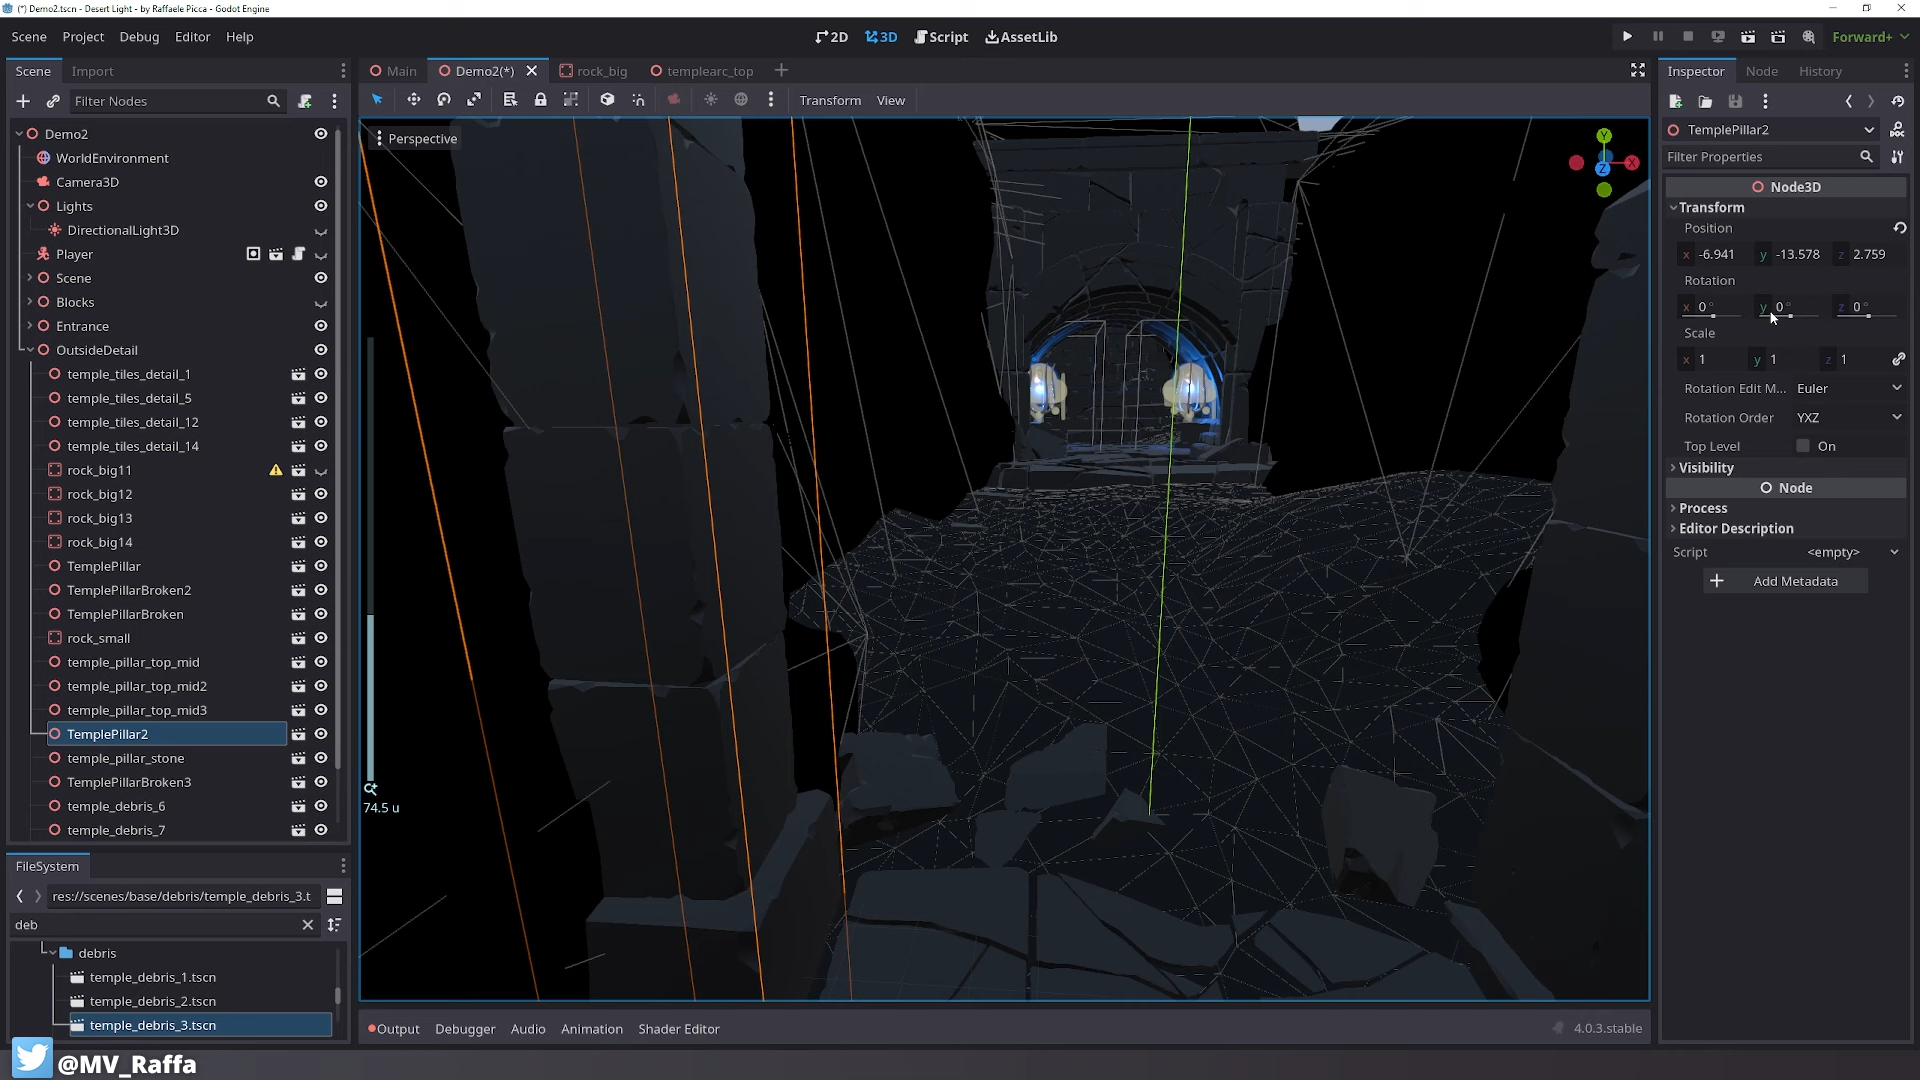 (*) Demo2.tscn - Desert Light - by Raffaele Picca - Godot Engine
Scene Project Debug Editor Help
2D 3D Script AssetLib
Forward+
Scene Import
Main Demo2(*) rock_big templearc_top
Inspector Node History
Filter Nodes
Transform View
Perspective
Y
X
Z
74.5 u
Demo2
WorldEnvironment
Camera3D
Lights
DirectionalLight3D
Player
Scene
Blocks
Entrance
OutsideDetail
temple_tiles_detail_1
temple_tiles_detail_5
temple_tiles_detail_12
temple_tiles_detail_14
rock_big11
rock_big12
rock_big13
rock_big14
TemplePillar
TemplePillarBroken2
TemplePillarBroken
rock_small
temple_pillar_top_mid
temple_pillar_top_mid2
temple_pillar_top_mid3
TemplePillar2
temple_pillar_stone
TemplePillarBroken3
temple_debris_6
temple_debris_7
FileSystem
res://scenes/base/debris/temple_debris_3.t
deb
debris
temple_debris_1.tscn
temple_debris_2.tscn
temple_debris_3.tscn
TemplePillar2
Filter Properties
Node3D
Transform
Position
x -6.941 y -13.578 z 2.759
Rotation
x 0° y 0° z 0°
Scale
x 1 y 1 z 1
Rotation Edit M... Euler
Rotation Order YXZ
Top Level On
Visibility
Node
Process
Editor Description
Script <empty>
Add Metadata
Output Debugger Audio Animation Shader Editor
4.0.3.stable
@MV_Raffa